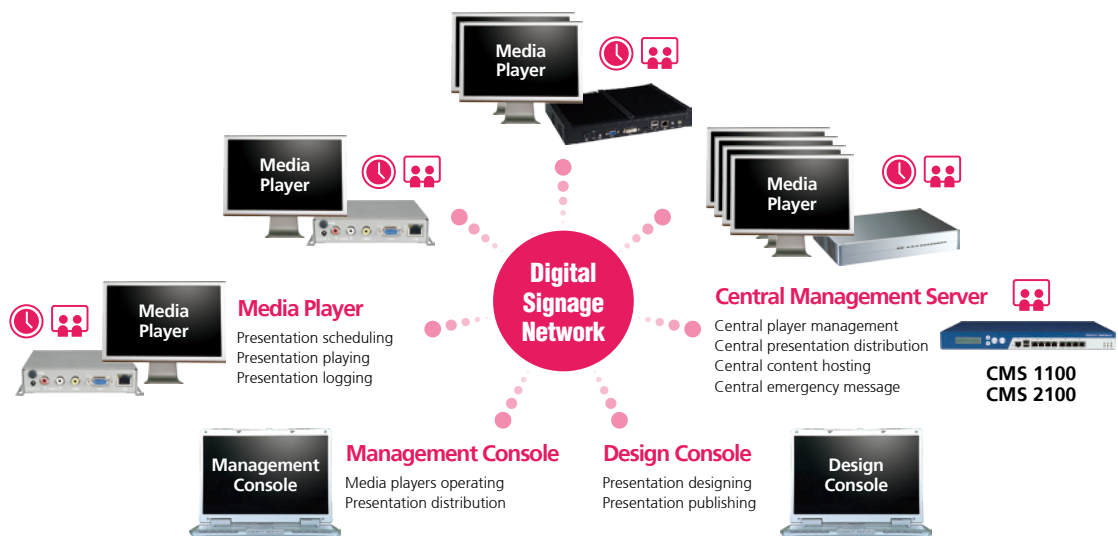 Media
Player
Media
Player
Media
Player
Digital
Signage
Network
Media
Player
Media Player
Presentation scheduling
Presentation playing
Presentation logging
Central Management Server
Central player management
Central presentation distribution
Central content hosting
Central emergency message
CMS 1100
CMS 2100
Management
Console
Management Console
Media players operating
Presentation distribution
Design Console
Presentation designing
Presentation publishing
Design
Console